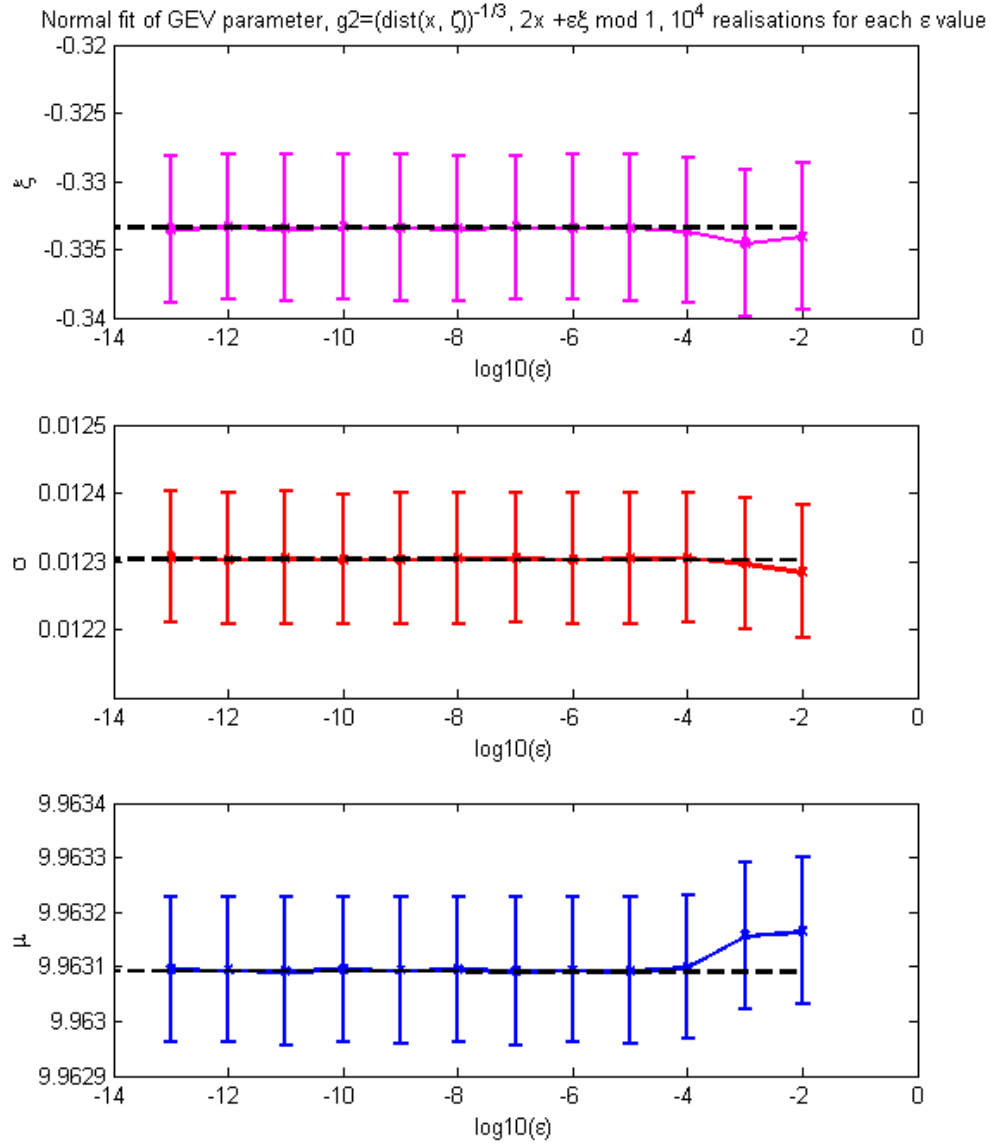 Normal fit of GEV parameter, g2=(dist(x, ζ))^-1/3, 2x +εξ mod 1, 10^4 realisations for each ε value
-0.32
-0.325
-0.33
-0.335
-0.34
ξ
-14 -12 -10 -8 -6 -4 -2 0
log10(ε)
0.0125
0.0124
0.0123
0.0122
σ
-14 -12 -10 -8 -6 -4 -2 0
log10(ε)
9.9634
9.9633
9.9632
9.9631
9.963
9.9629
μ
-14 -12 -10 -8 -6 -4 -2 0
log10(ε)